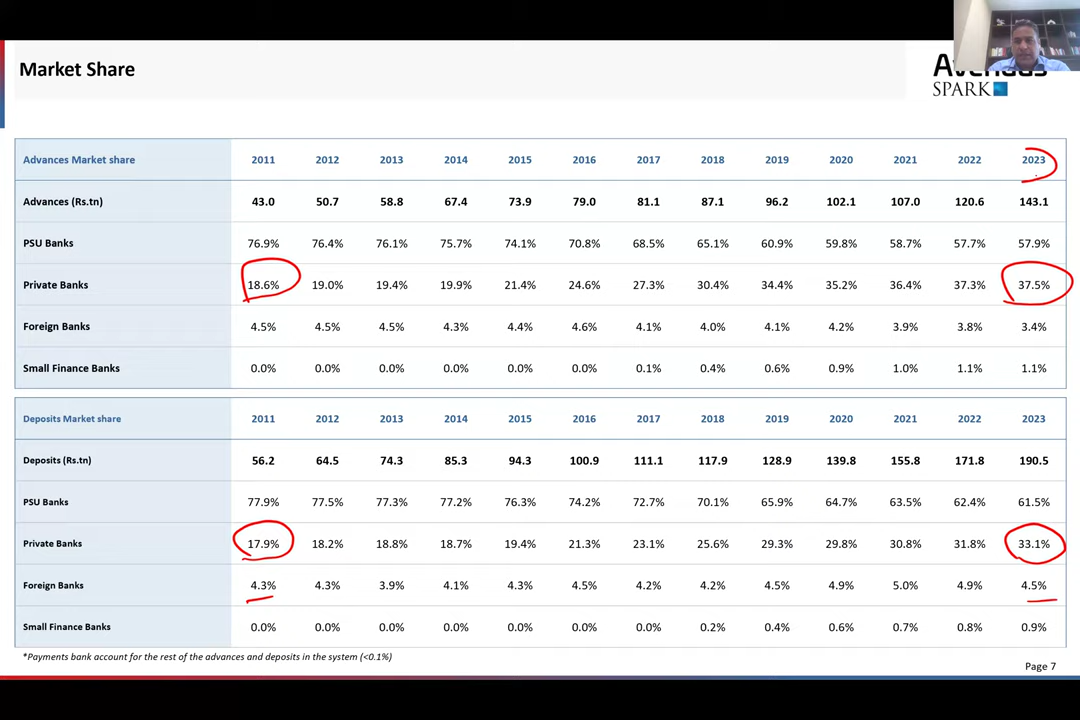 Market Share
Avendus
SPARK
Advances Market share 2011 2012 2013 2014 2015 2016 2017 2018 2019 2020 2021 2022 2023
Advances (Rs.tn) 43.0 50.7 58.8 67.4 73.9 79.0 81.1 87.1 96.2 102.1 107.0 120.6 143.1
PSU Banks 76.9% 76.4% 76.1% 75.7% 74.1% 70.8% 68.5% 65.1% 60.9% 59.8% 58.7% 57.7% 57.9%
Private Banks 18.6% 19.0% 19.4% 19.9% 21.4% 24.6% 27.3% 30.4% 34.4% 35.2% 36.4% 37.3% 37.5%
Foreign Banks 4.5% 4.5% 4.5% 4.3% 4.4% 4.6% 4.1% 4.0% 4.1% 4.2% 3.9% 3.8% 3.4%
Small Finance Banks 0.0% 0.0% 0.0% 0.0% 0.0% 0.0% 0.1% 0.4% 0.6% 0.9% 1.0% 1.1% 1.1%
Deposits Market share 2011 2012 2013 2014 2015 2016 2017 2018 2019 2020 2021 2022 2023
Deposits (Rs.tn) 56.2 64.5 74.3 85.3 94.3 100.9 111.1 117.9 128.9 139.8 155.8 171.8 190.5
PSU Banks 77.9% 77.5% 77.3% 77.2% 76.3% 74.2% 72.7% 70.1% 65.9% 64.7% 63.5% 62.4% 61.5%
Private Banks 17.9% 18.2% 18.8% 18.7% 19.4% 21.3% 23.1% 25.6% 29.3% 29.8% 30.8% 31.8% 33.1%
Foreign Banks 4.3% 4.3% 3.9% 4.1% 4.3% 4.5% 4.2% 4.2% 4.5% 4.9% 5.0% 4.9% 4.5%
Small Finance Banks 0.0% 0.0% 0.0% 0.0% 0.0% 0.0% 0.0% 0.2% 0.4% 0.6% 0.7% 0.8% 0.9%
*Payments bank account for the rest of the advances and deposits in the system (<0.1%)
Page 7